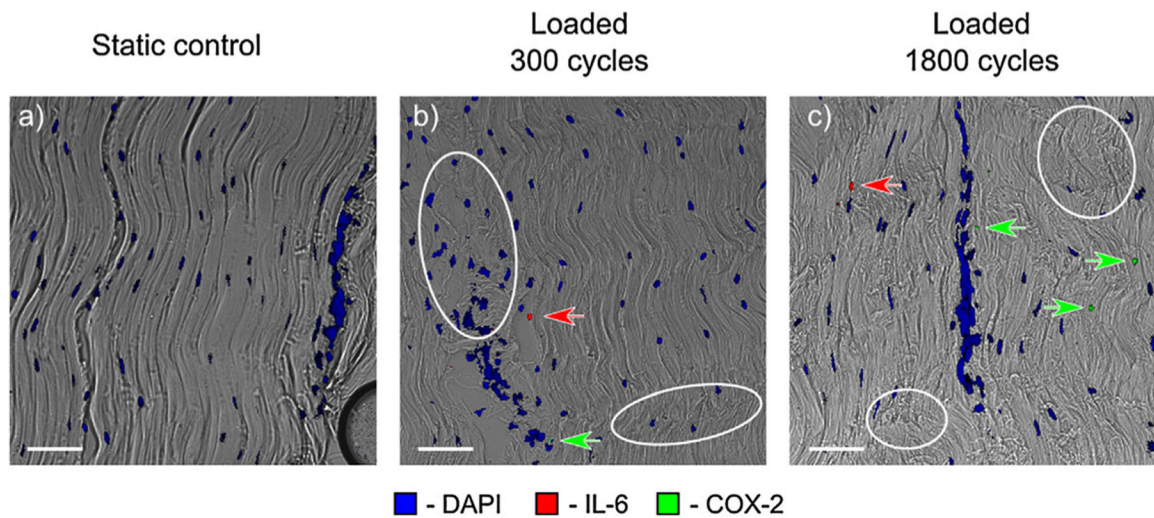 Static control
Loaded
300 cycles
Loaded
1800 cycles
a)
b)
c)
- DAPI - IL-6 - COX-2